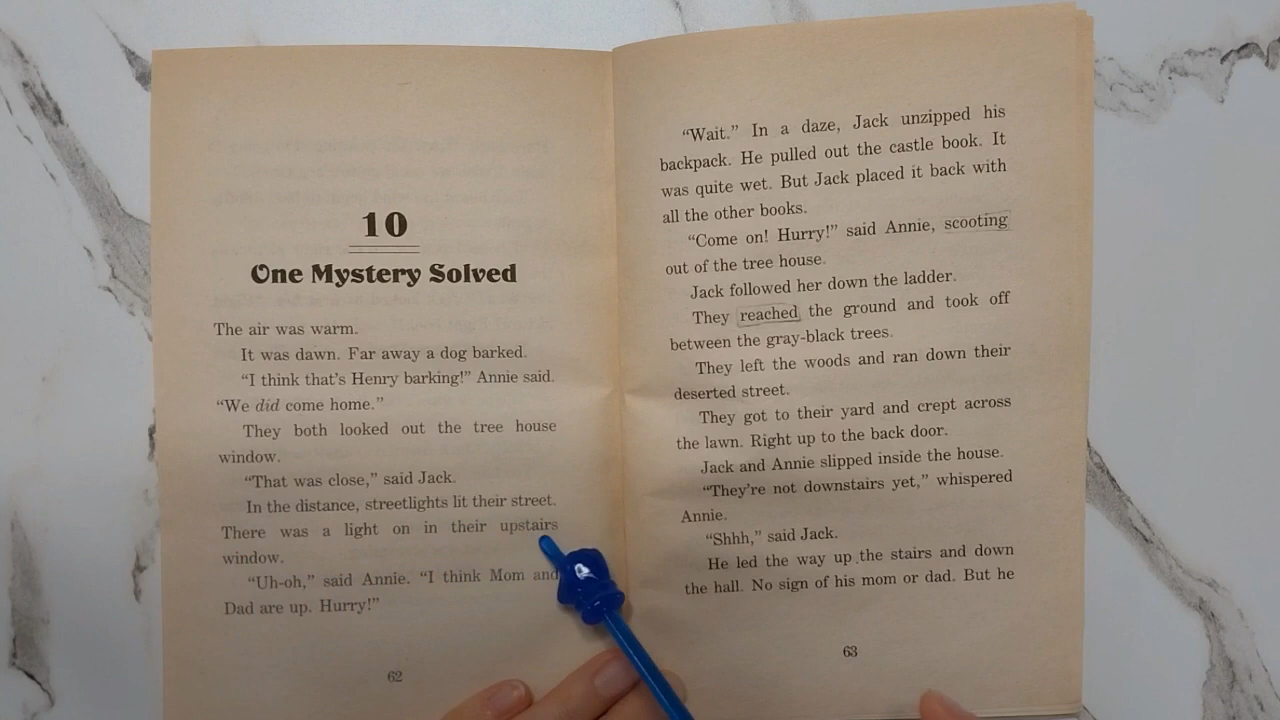 10
One Mystery Solved
The air was warm.
It was dawn. Far away a dog barked.
“I think that’s Henry barking!” Annie said.
“We did come home.”
They both looked out the tree house
window.
“That was close,” said Jack.
In the distance, streetlights lit their street.
There was a light on in their upstairs
window.
“Uh-oh,” said Annie. “I think Mom and
Dad are up. Hurry!”
62
“Wait.” In a daze, Jack unzipped his
backpack. He pulled out the castle book. It
was quite wet. But Jack placed it back with
all the other books.
“Come on! Hurry!” said Annie, scooting
out of the tree house.
Jack followed her down the ladder.
They reached the ground and took off
between the gray-black trees.
They left the woods and ran down their
deserted street.
They got to their yard and crept across
the lawn. Right up to the back door.
Jack and Annie slipped inside the house.
“They’re not downstairs yet,” whispered
Annie.
“Shhh,” said Jack.
He led the way up the stairs and down
the hall. No sign of his mom or dad. But he
63